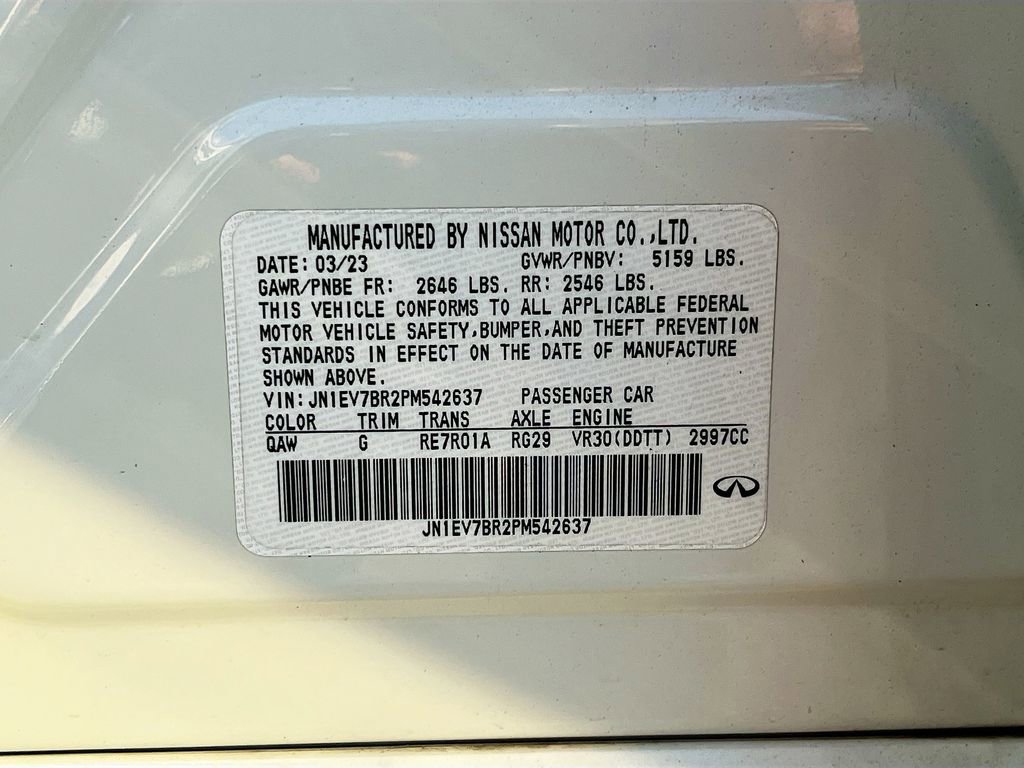 MANUFACTURED BY NISSAN MOTOR CO.,LTD.
DATE: 03/23 GVWR/PNBV: 5159 LBS.
GAWR/PNBE FR: 2646 LBS. RR: 2546 LBS.
THIS VEHICLE CONFORMS TO ALL APPLICABLE FEDERAL
MOTOR VEHICLE SAFETY,BUMPER,AND THEFT PREVENTION
STANDARDS IN EFFECT ON THE DATE OF MANUFACTURE
SHOWN ABOVE.
VIN:JN1EV7BR2PM542637 PASSENGER CAR
COLOR TRIM TRANS AXLE ENGINE
QAW G RE7R01A RG29 VR30(DDTT) 2997CC
JN1EV7BR2PM542637